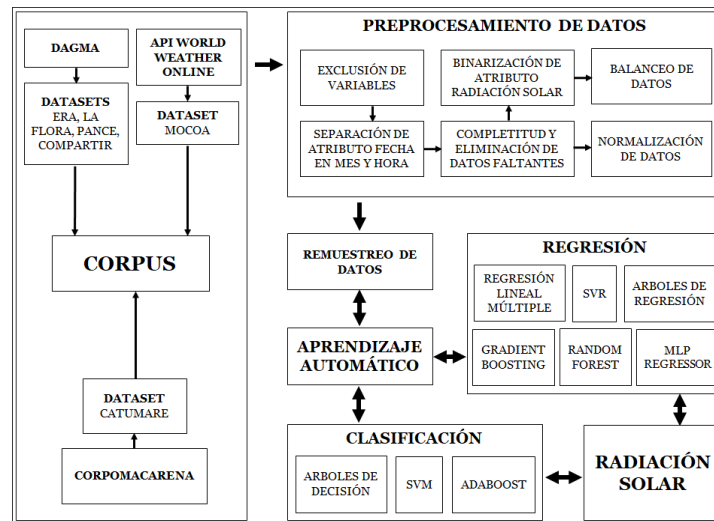 DAGMA
API WORLD
WEATHER
ONLINE
DATASETS
ERA, LA
FLORA, PANCE,
COMPARTIR
DATASET
MOCOA
CORPUS
DATASET
CATUMARE
CORPOMACARENA
PREPROCESAMIENTO DE DATOS
EXCLUSIÓN DE
VARIABLES
BINARIZACIÓN DE
ATRIBUTO
RADIACIÓN SOLAR
BALANCEO DE
DATOS
SEPARACIÓN DE
ATRIBUTO FECHA
EN MES Y HORA
COMPLETITUD Y
ELIMINACIÓN DE
DATOS FALTANTES
NORMALIZACIÓN
DE DATOS
REMUESTREO DE
DATOS
APRENDIZAJE
AUTOMÁTICO
REGRESIÓN
REGRESIÓN
LINEAL
MÚLTIPLE
SVR
ARBOLES DE
REGRESIÓN
GRADIENT
BOOSTING
RANDOM
FOREST
MLP
REGRESSOR
CLASIFICACIÓN
ARBOLES DE
DECISIÓN
SVM
ADABOOST
RADIACIÓN
SOLAR